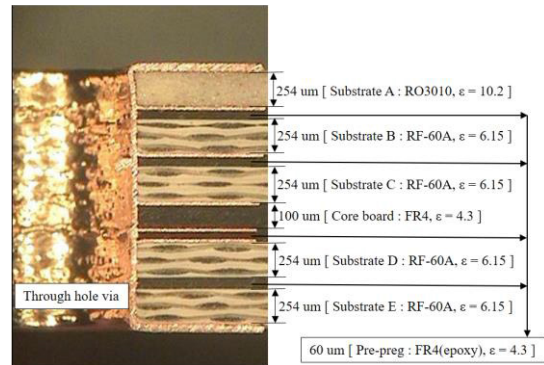 254 um [ Substrate A : RO3010, ε = 10.2 ]
254 um [ Substrate B : RF-60A, ε = 6.15 ]
254 um [ Substrate C : RF-60A, ε = 6.15 ]
100 um [ Core board : FR4, ε = 4.3 ]
254 um [ Substrate D : RF-60A, ε = 6.15 ]
Through hole via
254 um [ Substrate E : RF-60A, ε = 6.15 ]
60 um [ Pre-preg : FR4(epoxy), ε = 4.3 ]